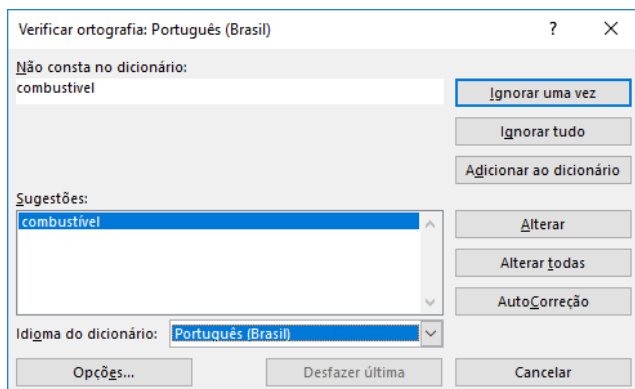 Verificar ortografia: Português (Brasil)
?
Não consta no dicionário:
combustivel
Ignorar uma vez
Ignorar tudo
Adicionar ao dicionário
Sugestões:
combustível
Alterar
Alterar todas
AutoCorreção
Idioma do dicionário: Português (Brasil)
Opções...
Desfazer última
Cancelar